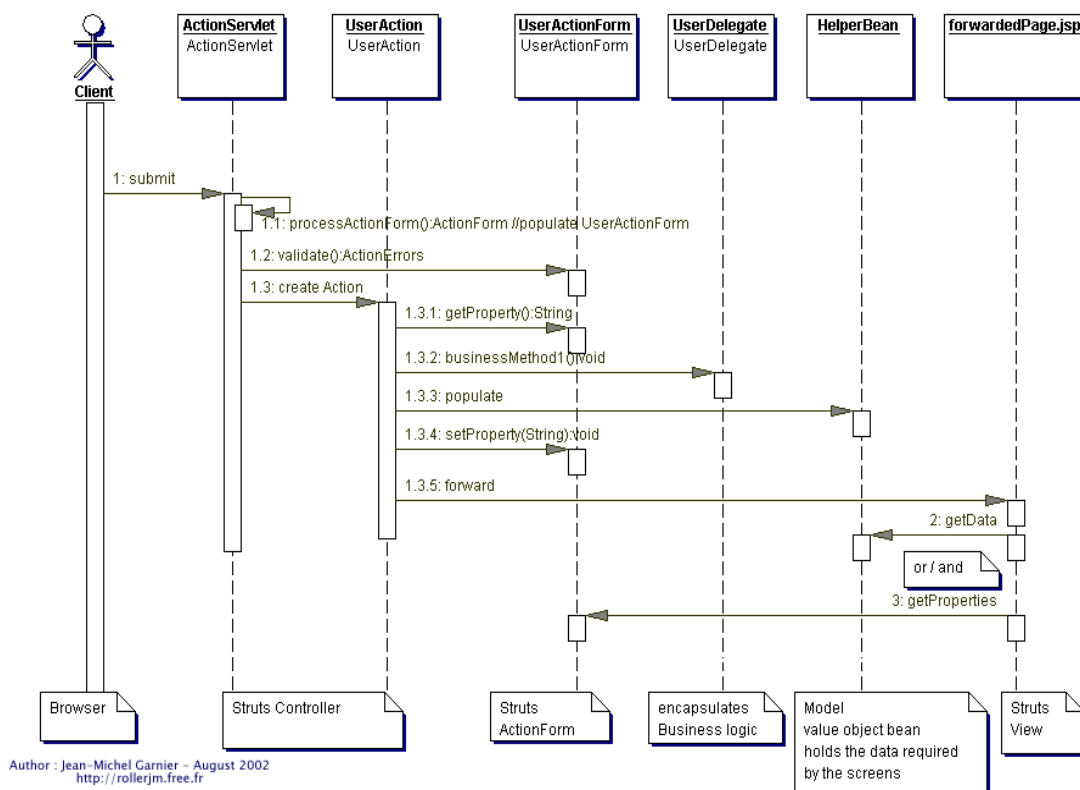 ActionServlet
ActionServlet
UserAction
UserAction
UserActionForm
UserActionForm
UserDelegate
UserDelegate
HelperBean
forwardedPage.jsp
Client
1: submit
1.1: processActionForm():ActionForm //populate UserActionForm
1.2: validate():ActionErrors
1.3: create Action
1.3.1: getProperty():String
1.3.2: businessMethod1():void
1.3.3: populate
1.3.4: setProperty(String):void
1.3.5: forward
2: getData
or / and
3: getProperties
Browser
Struts Controller
Struts
ActionForm
encapsulates
Business logic
Model
value object bean
holds the data required
by the screens
Struts
View
Author : Jean-Michel Garnier - August 2002
http://rollerjm.free.fr